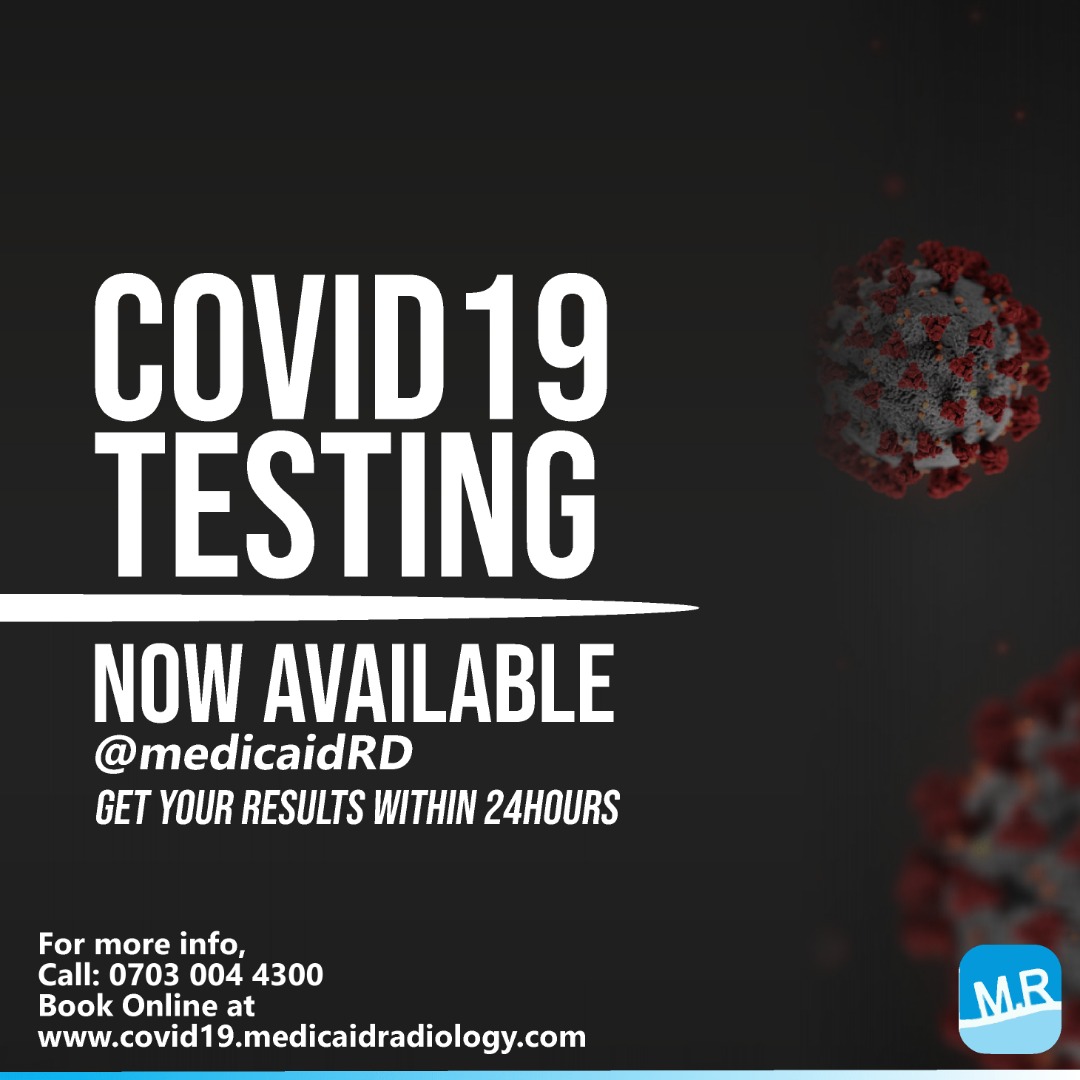 COVID19
TESTING
NOW AVAILABLE
@medicaidRD
GET YOUR RESULTS WITHIN 24HOURS
For more info,
Call: 0703 004 4300
Book Online at
www.covid19.medicaidradiology.com
M.R